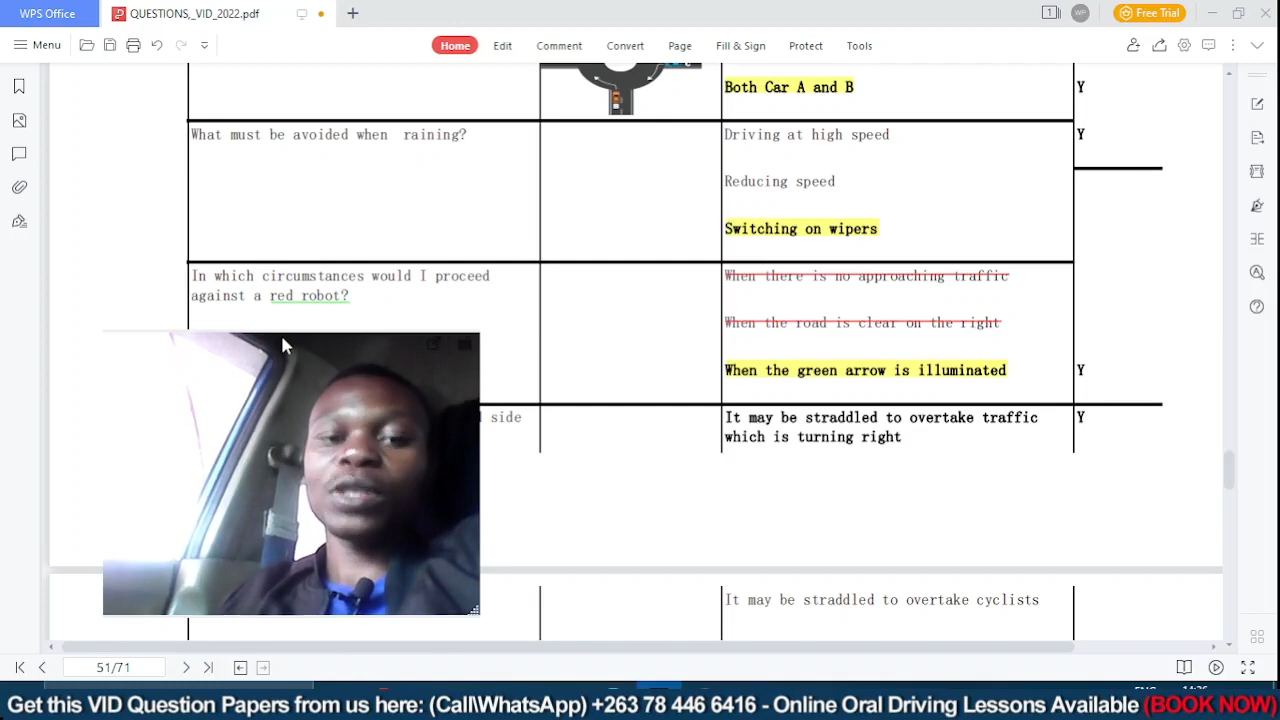 WPS Office
QUESTIONS,_VID_2022.pdf
Free Trial
Menu
Home Edit Comment Convert Page Fill & Sign Protect Tools
Both Car A and B Y
What must be avoided when raining? Driving at high speed Y
Reducing speed
Switching on wipers
In which circumstances would I proceed When there is no approaching traffic
against a red robot?
When the road is clear on the right
When the green arrow is illuminated Y
side It may be straddled to overtake traffic Y
which is turning right
It may be straddled to overtake cyclists
51/71
Get this VID Question Papers from us here: (Call\WhatsApp) +263 78 446 6416 - Online Oral Driving Lessons Available (BOOK NOW)